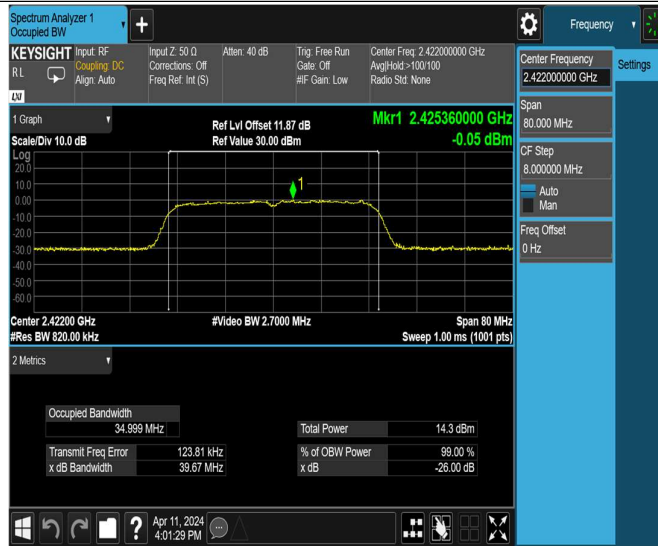 Spectrum Analyzer 1
Occupied BW
Frequency
KEYSIGHT
RL
LXI
Input: RF
Coupling: DC
Align: Auto
Input Z: 50 Ω
Corrections: Off
Freq Ref: Int (S)
Atten: 40 dB
Trig: Free Run
Gate: Off
#IF Gain: Low
Center Freq: 2.422000000 GHz
Avg|Hold:>100/100
Radio Std: None
Center Frequency
2.422000000 GHz
Settings
Span
80.000 MHz
CF Step
8.000000 MHz
Auto
Man
Freq Offset
0 Hz
1 Graph
Scale/Div 10.0 dB
Ref Lvl Offset 11.87 dB
Ref Value 30.00 dBm
Mkr1 2.425360000 GHz
-0.05 dBm
Log
20.0
10.0
0.00
-10.0
-20.0
-30.0
-40.0
-50.0
-60.0
1
Center 2.42200 GHz
#Video BW 2.7000 MHz
Span 80 MHz
#Res BW 820.00 kHz
Sweep 1.00 ms (1001 pts)
2 Metrics
Occupied Bandwidth
34.999 MHz
Total Power 14.3 dBm
Transmit Freq Error 123.81 kHz
% of OBW Power 99.00 %
x dB Bandwidth 39.67 MHz
x dB -26.00 dB
?
Apr 11, 2024
4:01:29 PM